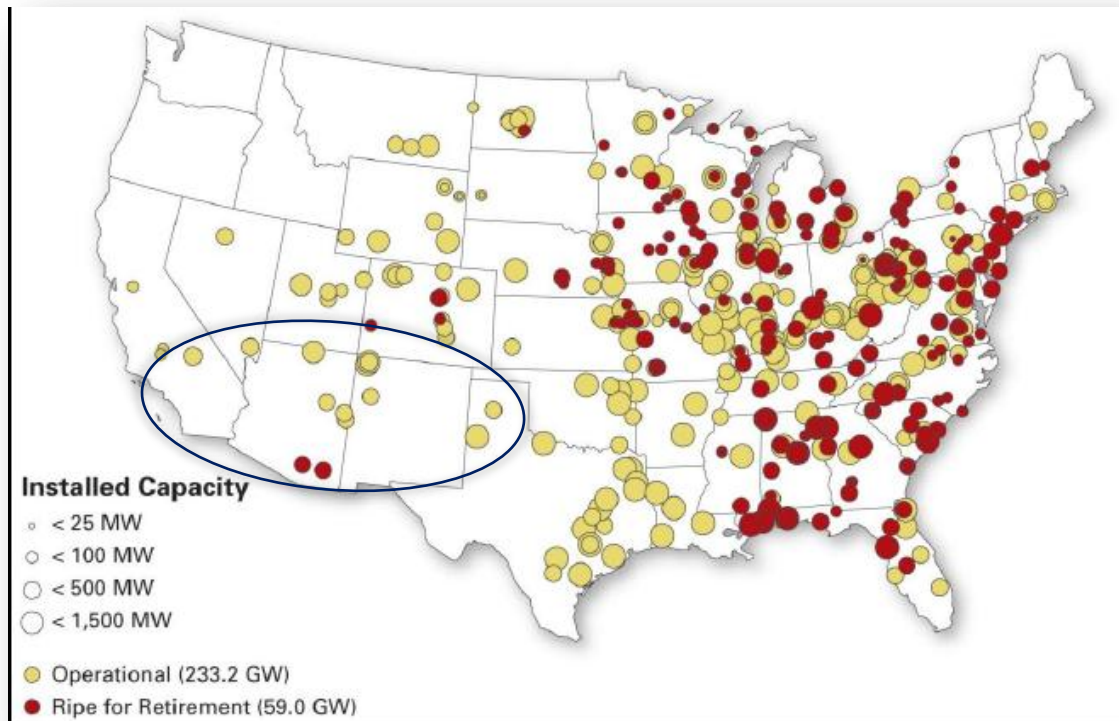 Installed Capacity
< 25 MW
< 100 MW
< 500 MW
< 1,500 MW
Operational (233.2 GW)
Ripe for Retirement (59.0 GW)